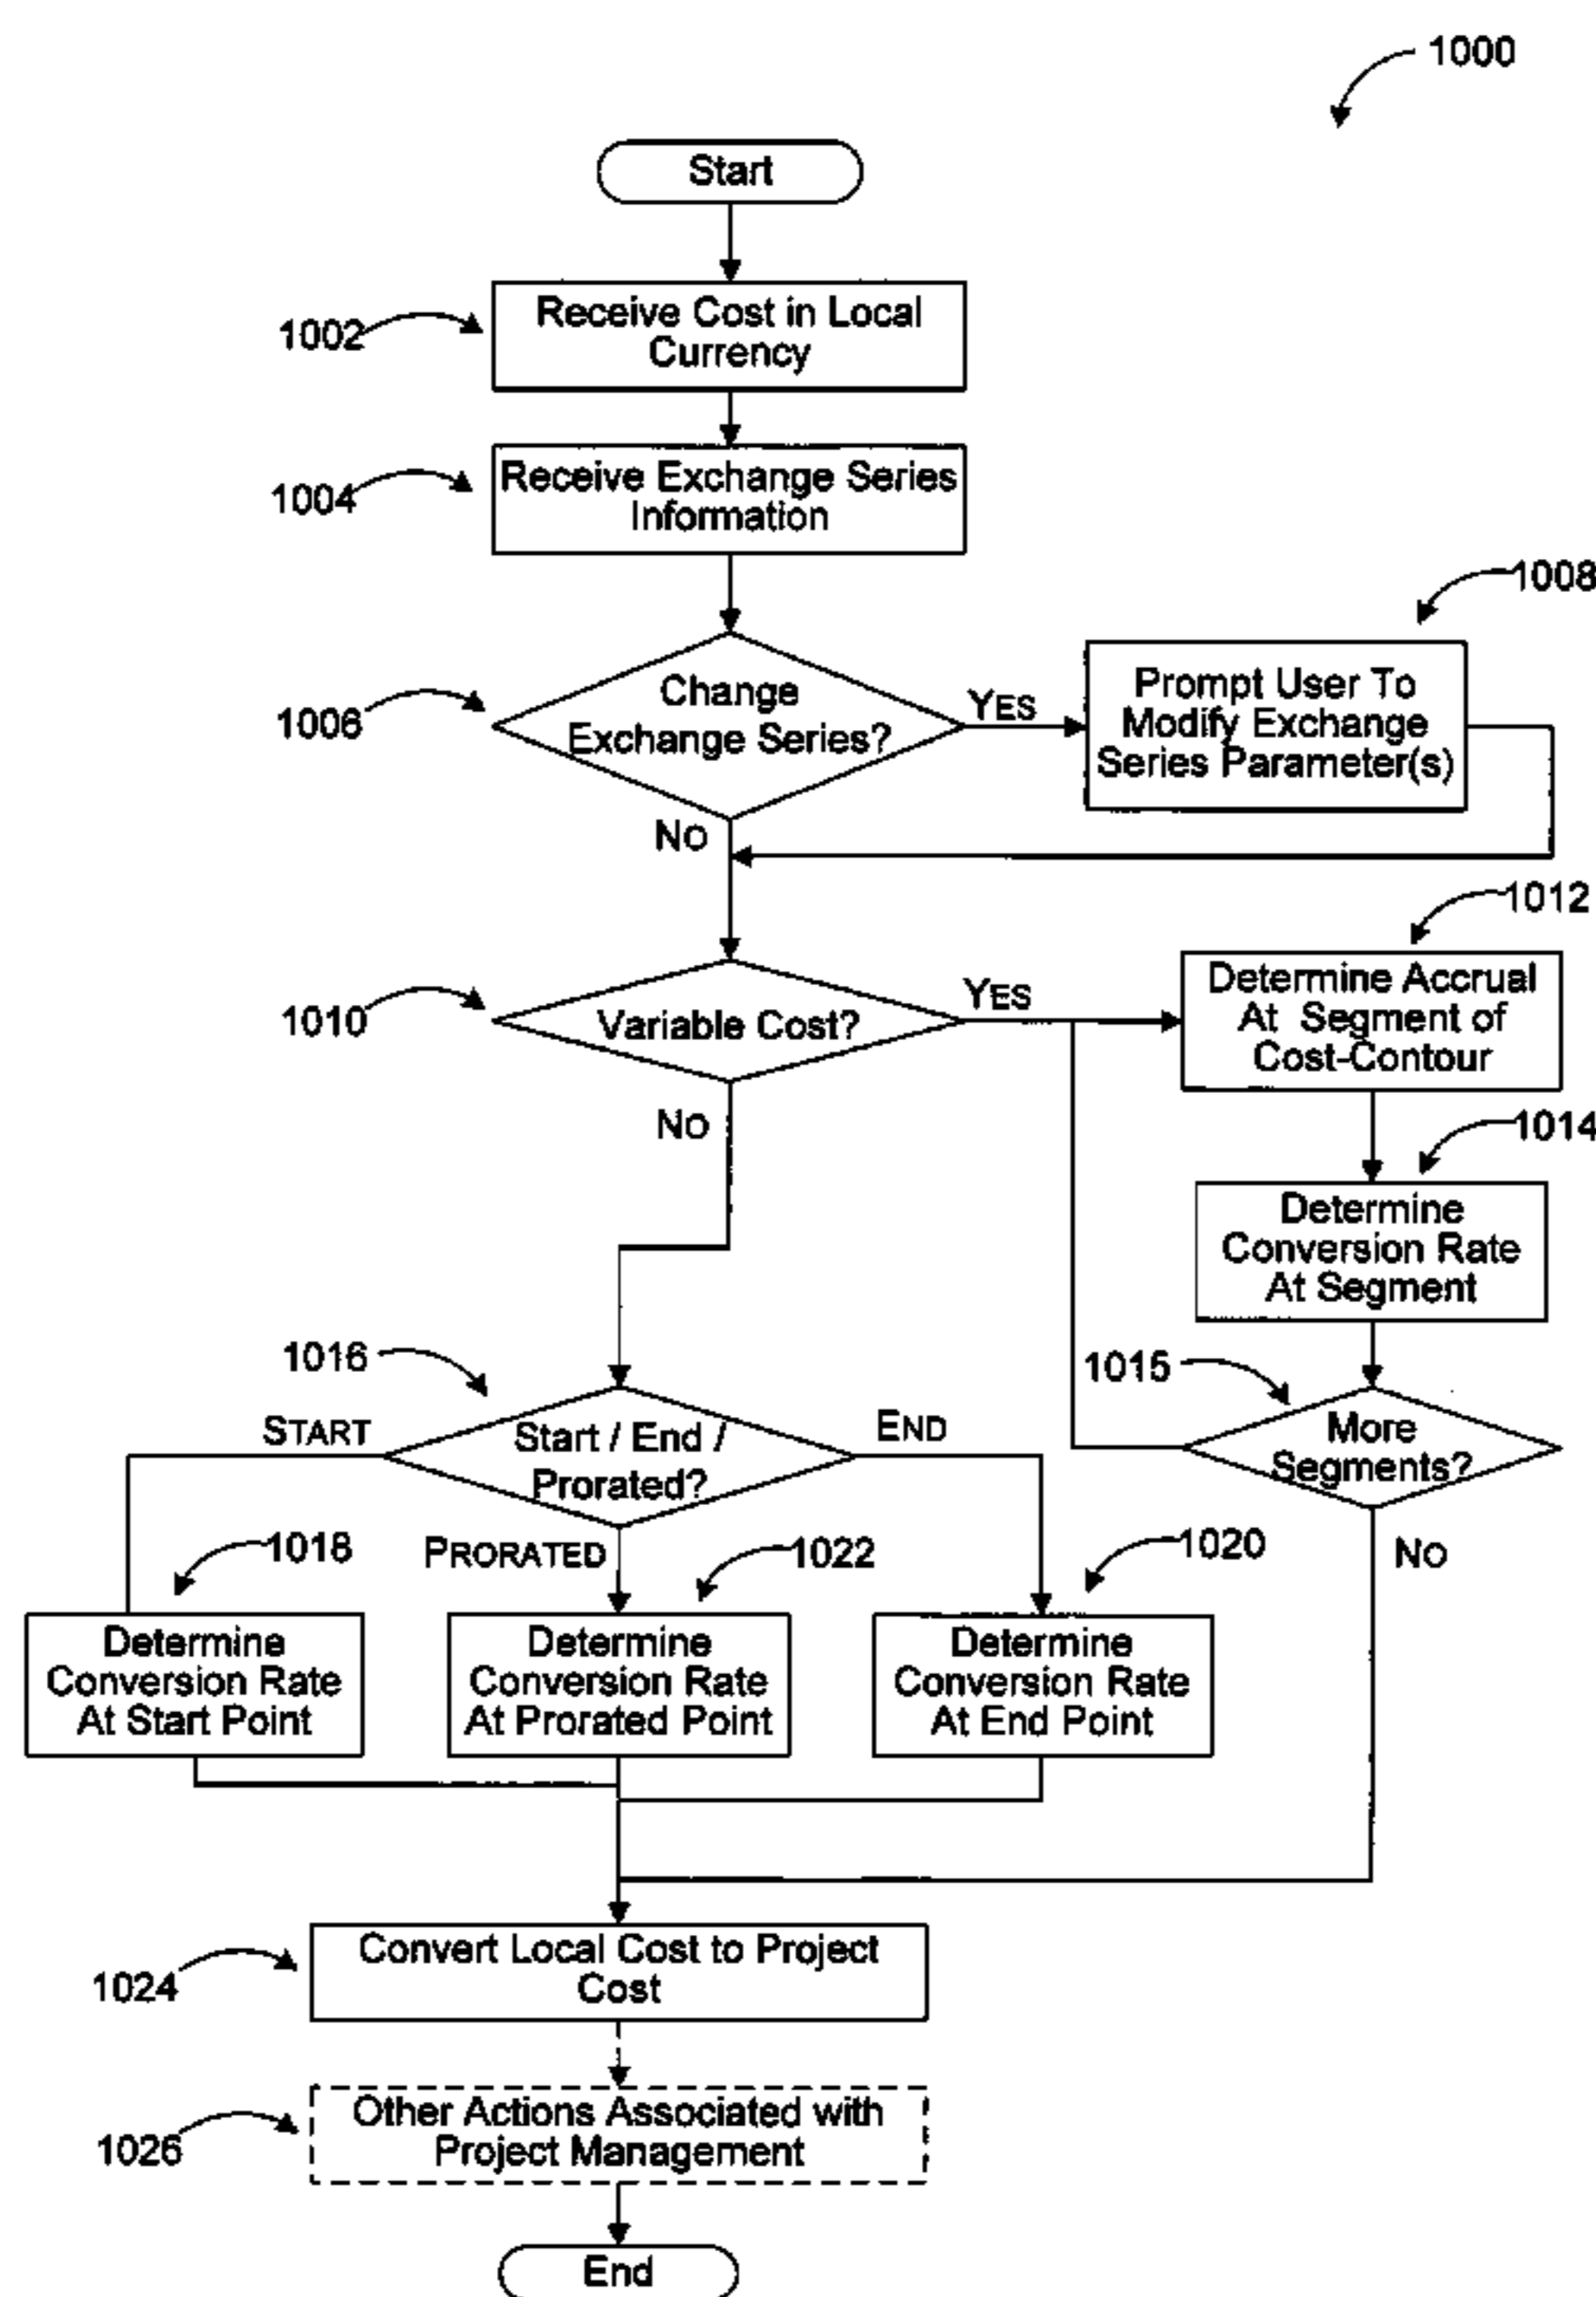 1000
Start
1002
Receive Cost in Local
Currency
1004
Receive Exchange Series
Information
1008
1006
Change
Exchange Series?
YES
Prompt User To
Modify Exchange
Series Parameter(s)
NO
1012
1010
Variable Cost?
YES
Determine Accrual
At Segment of
Cost-Contour
NO
1014
Determine
Conversion Rate
At Segment
1016
1015
START
Start / End /
Prorated?
END
More
Segments?
1018
PRORATED
1022
1020
NO
Determine
Conversion Rate
At Start Point
Determine
Conversion Rate
At Prorated Point
Determine
Conversion Rate
At End Point
1024
Convert Local Cost to Project
Cost
1026
Other Actions Associated with
Project Management
End